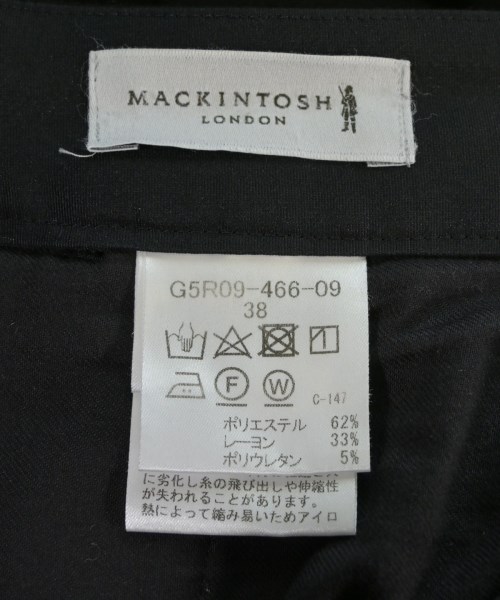 MACKINTOSH
LONDON
G5R09-466-09
38
F
W
C-147
ポリエステル 62%
レーヨン 33%
ポリウレタン 5%
に劣化し糸の飛び出しや伸縮性
が失われることがあります。
熱によって縮み易いためアイロ